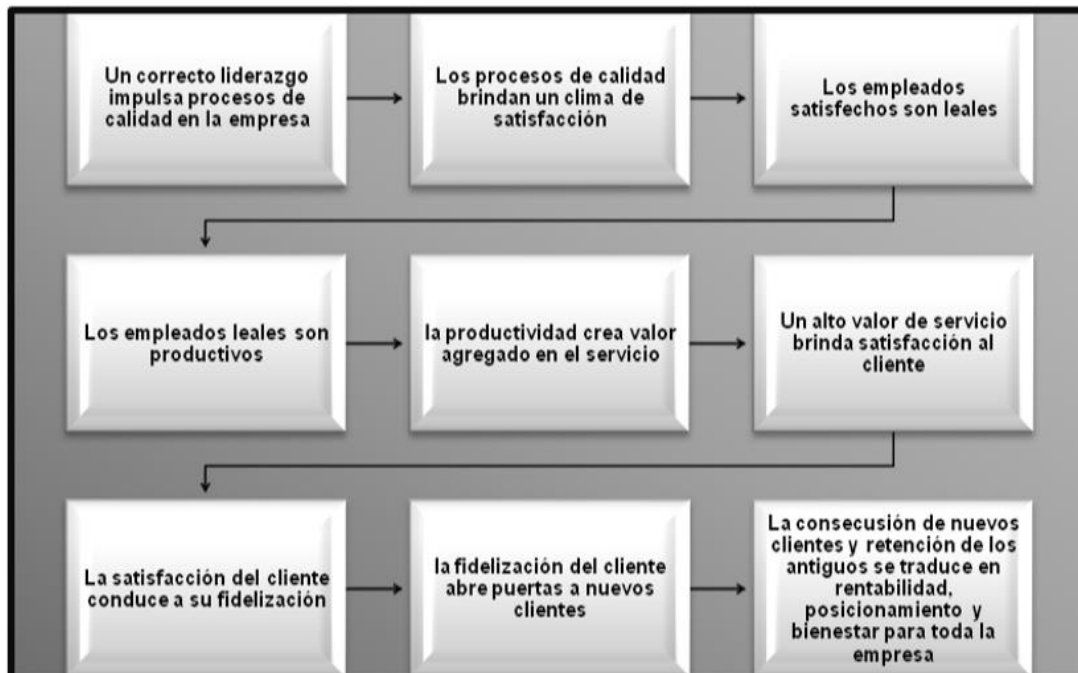 Un correcto liderazgo
impulsa procesos de
calidad en la empresa
Los procesos de calidad
brindan un clima de
satisfacción
Los empleados
satisfechos son leales
Los empleados leales son
productivos
la productividad crea valor
agregado en el servicio
Un alto valor de servicio
brinda satisfacción al
cliente
La satisfacción del cliente
conduce a su fidelización
la fidelización del cliente
abre puertas a nuevos
clientes
La consecusión de nuevos
clientes y retención de los
antiguos se traduce en
rentabilidad,
posicionamiento y
bienestar para toda la
empresa